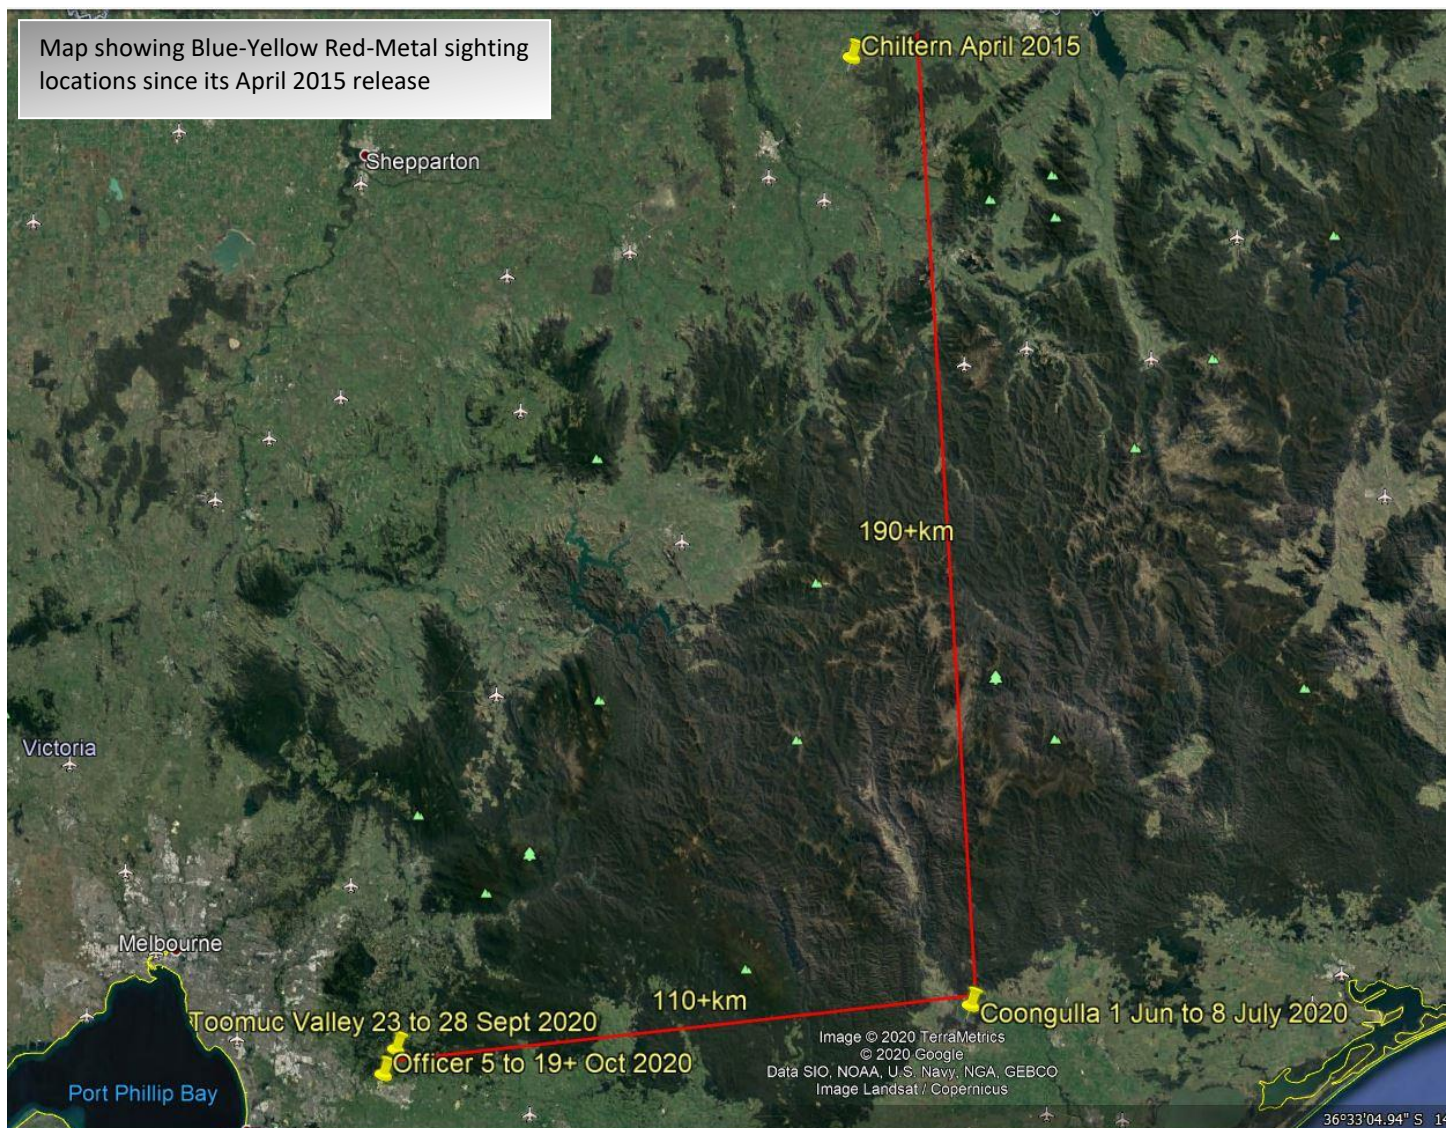 Map showing Blue-Yellow Red-Metal sighting
locations since its April 2015 release
Chiltern April 2015
Shepparton
190+km
Victoria
Melbourne
110+km
Coongulla 1 Jun to 8 July 2020
Toomuc Valley 23 to 28 Sept 2020
Officer 5 to 19+ Oct 2020
Port Phillip Bay
Image © 2020 TerraMetrics
© 2020 Google
Data SIO, NOAA, U.S. Navy, NGA, GEBCO
Image Landsat / Copernicus
36°33'04.94" S 14